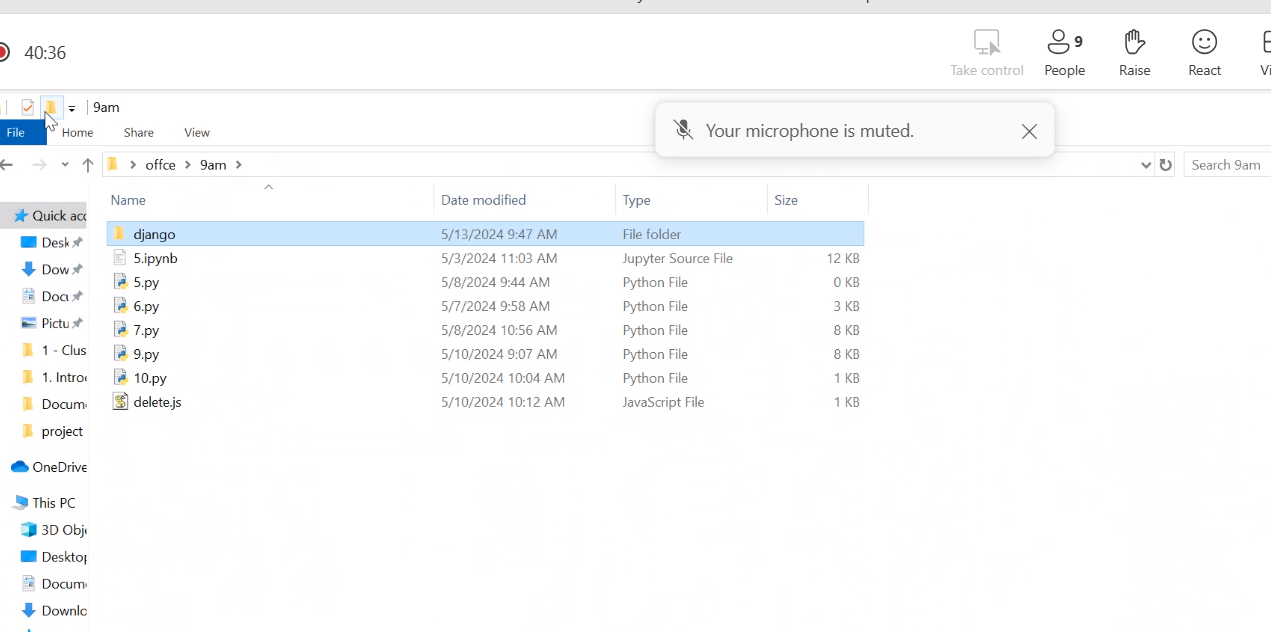 40:36
9
Take control People Raise React Vi
9am
File Home Share View
Your microphone is muted.
offce 9am Search 9am
Name Date modified Type Size
Quick acc
django 5/13/2024 9:47 AM File folder
Desk
5.ipynb 5/3/2024 11:03 AM Jupyter Source File 12 KB
Dow
5.py 5/8/2024 9:44 AM Python File 0 KB
Docu
6.py 5/7/2024 9:58 AM Python File 3 KB
Pictu
7.py 5/8/2024 10:56 AM Python File 8 KB
1 - Clus
9.py 5/10/2024 9:07 AM Python File 8 KB
1. Introd
10.py 5/10/2024 10:04 AM Python File 1 KB
Docum
delete.js 5/10/2024 10:12 AM JavaScript File 1 KB
project
OneDrive
This PC
3D Obje
Desktop
Docum
Downlo